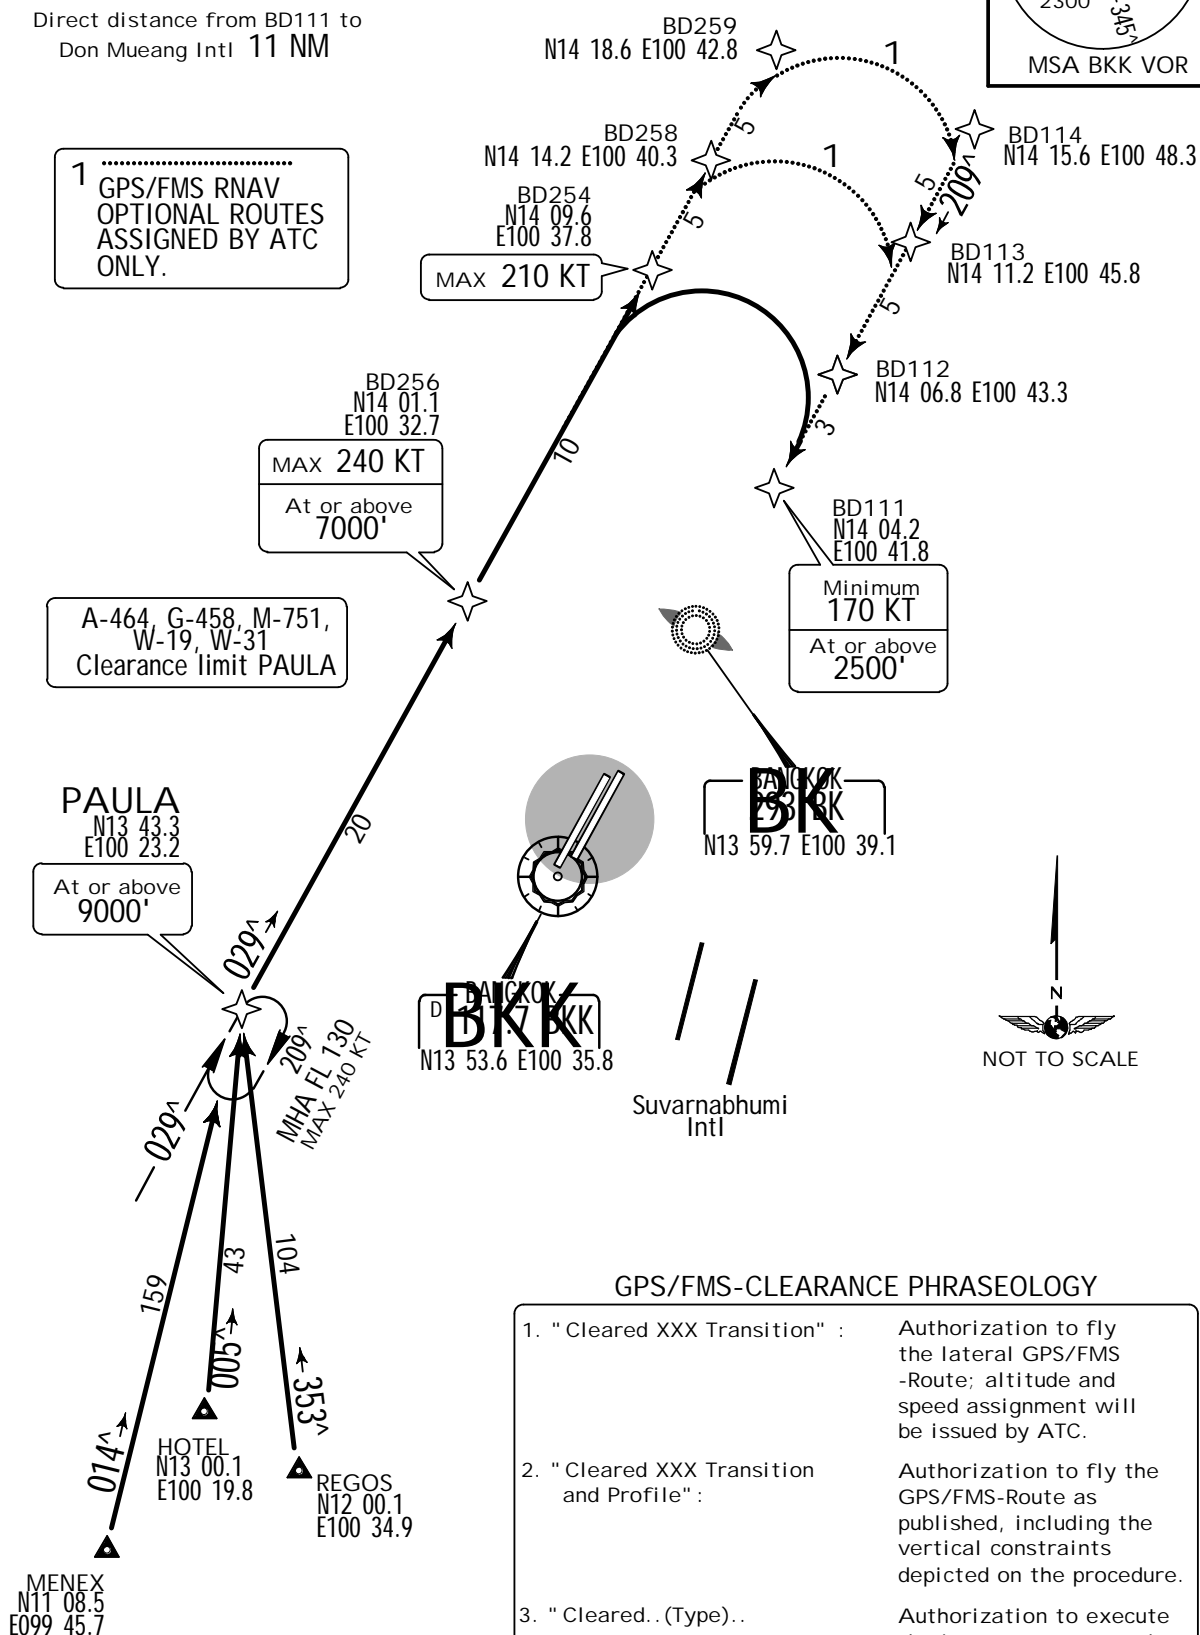 Direct distance from BD111 to
Don Mueang Intl 11 NM
2300
345^
MSA BKK VOR
1
GPS/FMS RNAV
OPTIONAL ROUTES
ASSIGNED BY ATC
ONLY.
BD259
N14 18.6 E100 42.8
1
BD258
N14 14.2 E100 40.3
5
1
BD114
N14 15.6 E100 48.3
5
209^
BD254
N14 09.6
E100 37.8
5
MAX 210 KT
BD113
N14 11.2 E100 45.8
5
BD112
N14 06.8 E100 43.3
3
BD256
N14 01.1
E100 32.7
MAX 240 KT
At or above
7000'
10
BD111
N14 04.2
E100 41.8
Minimum
170 KT
At or above
2500'
A-464, G-458, M-751,
W-19, W-31
Clearance limit PAULA
20
BANGKOK
293 BK
BK
N13 59.7 E100 39.1
PAULA
N13 43.3
E100 23.2
At or above
9000'
029^
BANGKOK
D 117.7 BKK
BKK
N13 53.6 E100 35.8
N
NOT TO SCALE
209^
MHA FL 130
MAX 240 KT
029^
Suvarnabhumi
Intl
159
43
104
014^
005^
353^
HOTEL
N13 00.1
E100 19.8
REGOS
N12 00.1
E100 34.9
MENEX
N11 08.5
E099 45.7
GPS/FMS-CLEARANCE PHRASEOLOGY
1. "Cleared XXX Transition" : Authorization to fly
the lateral GPS/FMS
-Route; altitude and
speed assignment will
be issued by ATC.
2. "Cleared XXX Transition Authorization to fly the
and Profile": GPS/FMS-Route as
published, including the
vertical constraints
depicted on the procedure.
3. "Cleared..(Type).. Authorization to execute